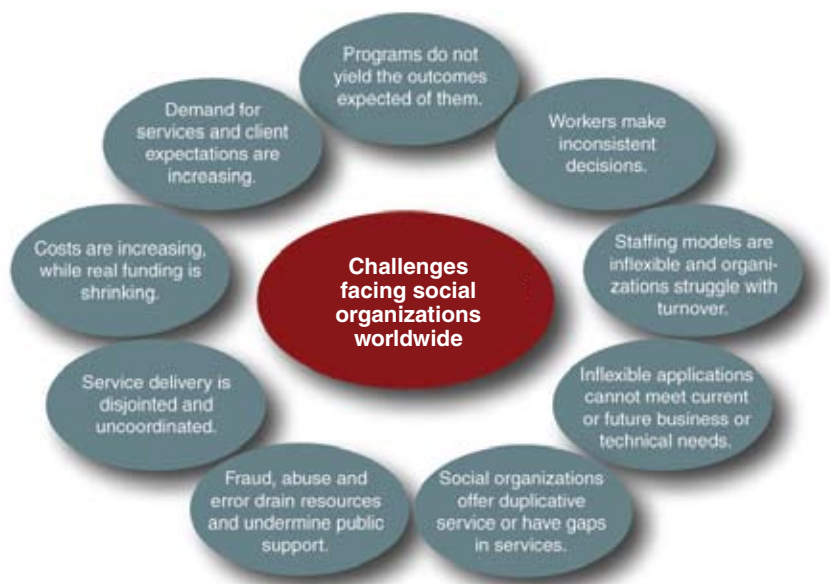 Programs do not
yield the outcomes
expected of them.
Workers make
inconsistent
decisions.
Staffing models are
inflexible and organi-
zations struggle with
turnover.
Inflexible applications
cannot meet current
or future business or
technical needs.
Social organizations
offer duplicative
service or have gaps
in services.
Fraud, abuse and
error drain resources
and undermine public
support.
Service delivery is
disjointed and
uncoordinated.
Costs are increasing,
while real funding is
shrinking.
Demand for
services and client
expectations are
increasing.
Challenges
facing social
organizations
worldwide